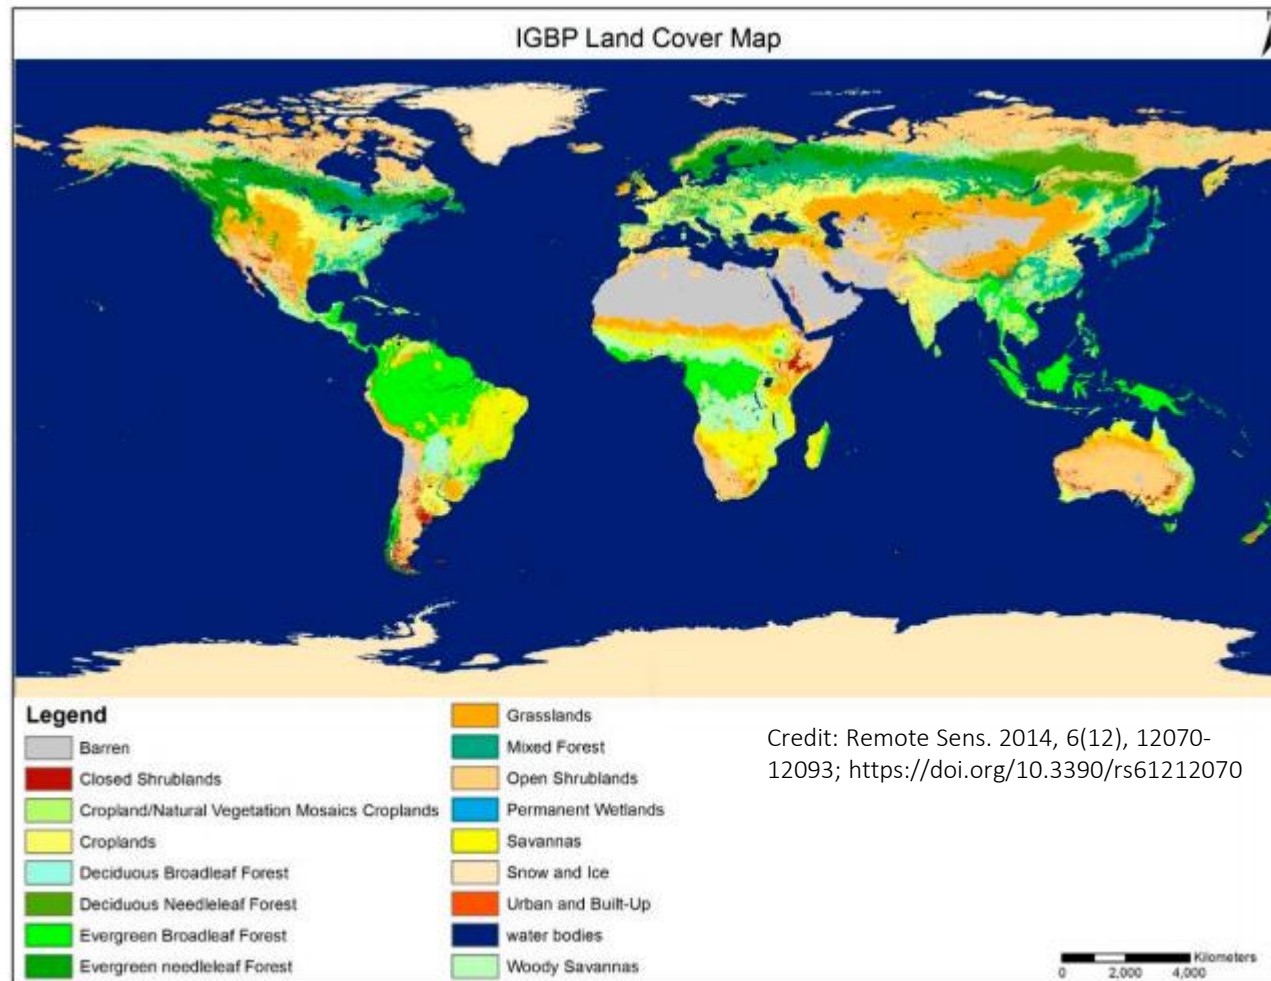 IGBP Land Cover Map
Legend
Barren
Closed Shrublands
Cropland/Natural Vegetation Mosaics Croplands
Croplands
Deciduous Broadleaf Forest
Deciduous Needleleaf Forest
Evergreen Broadleaf Forest
Evergreen needleleaf Forest
Grasslands
Mixed Forest
Open Shrublands
Permanent Wetlands
Savannas
Snow and Ice
Urban and Built-Up
water bodies
Woody Savannas
Credit: Remote Sens. 2014, 6(12), 12070-
12093; https://doi.org/10.3390/rs61212070
Kilometers
0 2,000 4,000